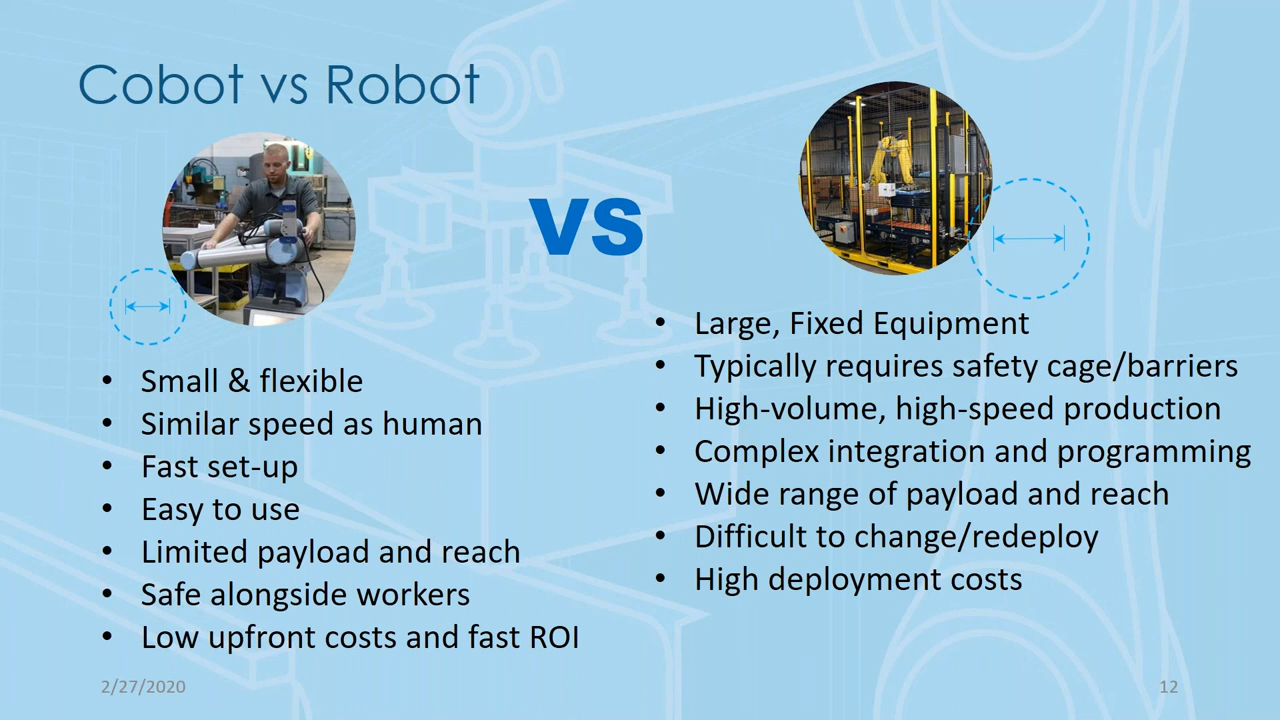 Cobot vs Robot
VS
• Small & flexible
• Similar speed as human
• Fast set-up
• Easy to use
• Limited payload and reach
• Safe alongside workers
• Low upfront costs and fast ROI
• Large, Fixed Equipment
• Typically requires safety cage/barriers
• High-volume, high-speed production
• Complex integration and programming
• Wide range of payload and reach
• Difficult to change/redeploy
• High deployment costs
2/27/2020
12